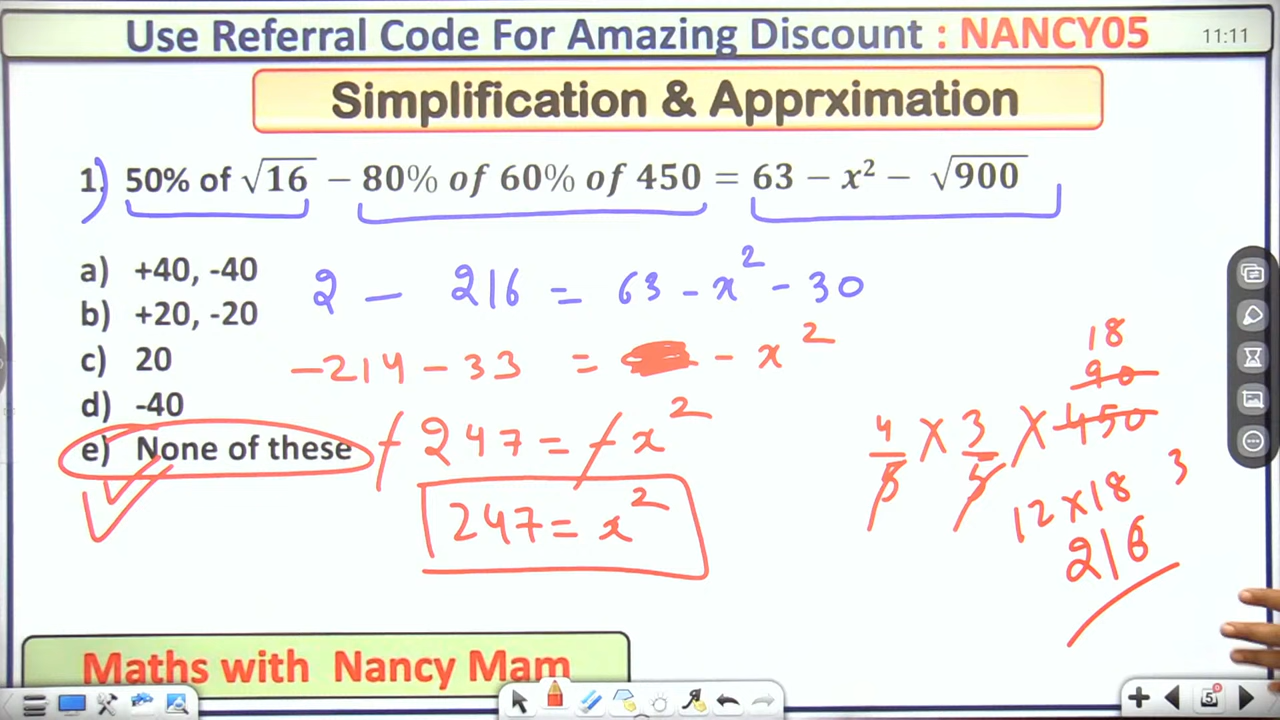 Use Referral Code For Amazing Discount : NANCY05
11:11
Simplification & Apprximation
1) 50% of √16 − 80% of 60% of 450 = 63 − x² − √900
a) +40, -40
b) +20, -20
c) 20
d) -40
e) None of these
2 − 216 = 63 − x² − 30
−214 − 33 = − x²
− 247 = − x²
247 = x²
18
90
4/5 × 3/5 × 450
3
12 × 18
216
Maths with Nancy Mam
5